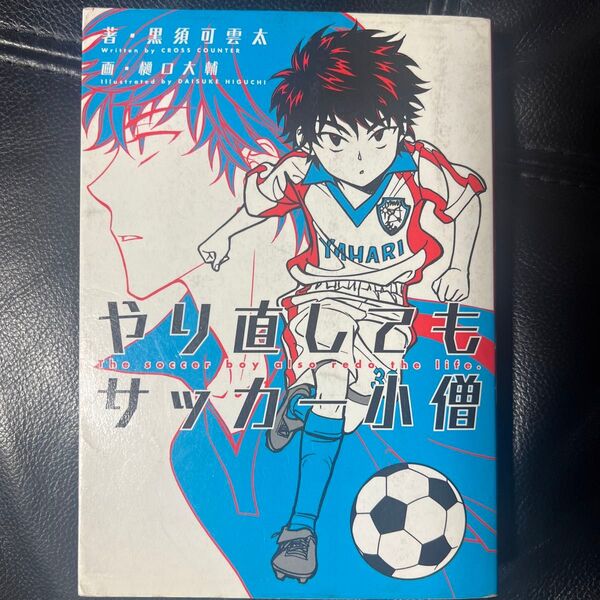 著・黒須可雲太
Written by CROSS COUNTER
画・樋口大輔
Illustrated by DAISUKE HIGUCHI
YAHARI
やり直しても
The soccer boy also redo the life.
サッカー小僧